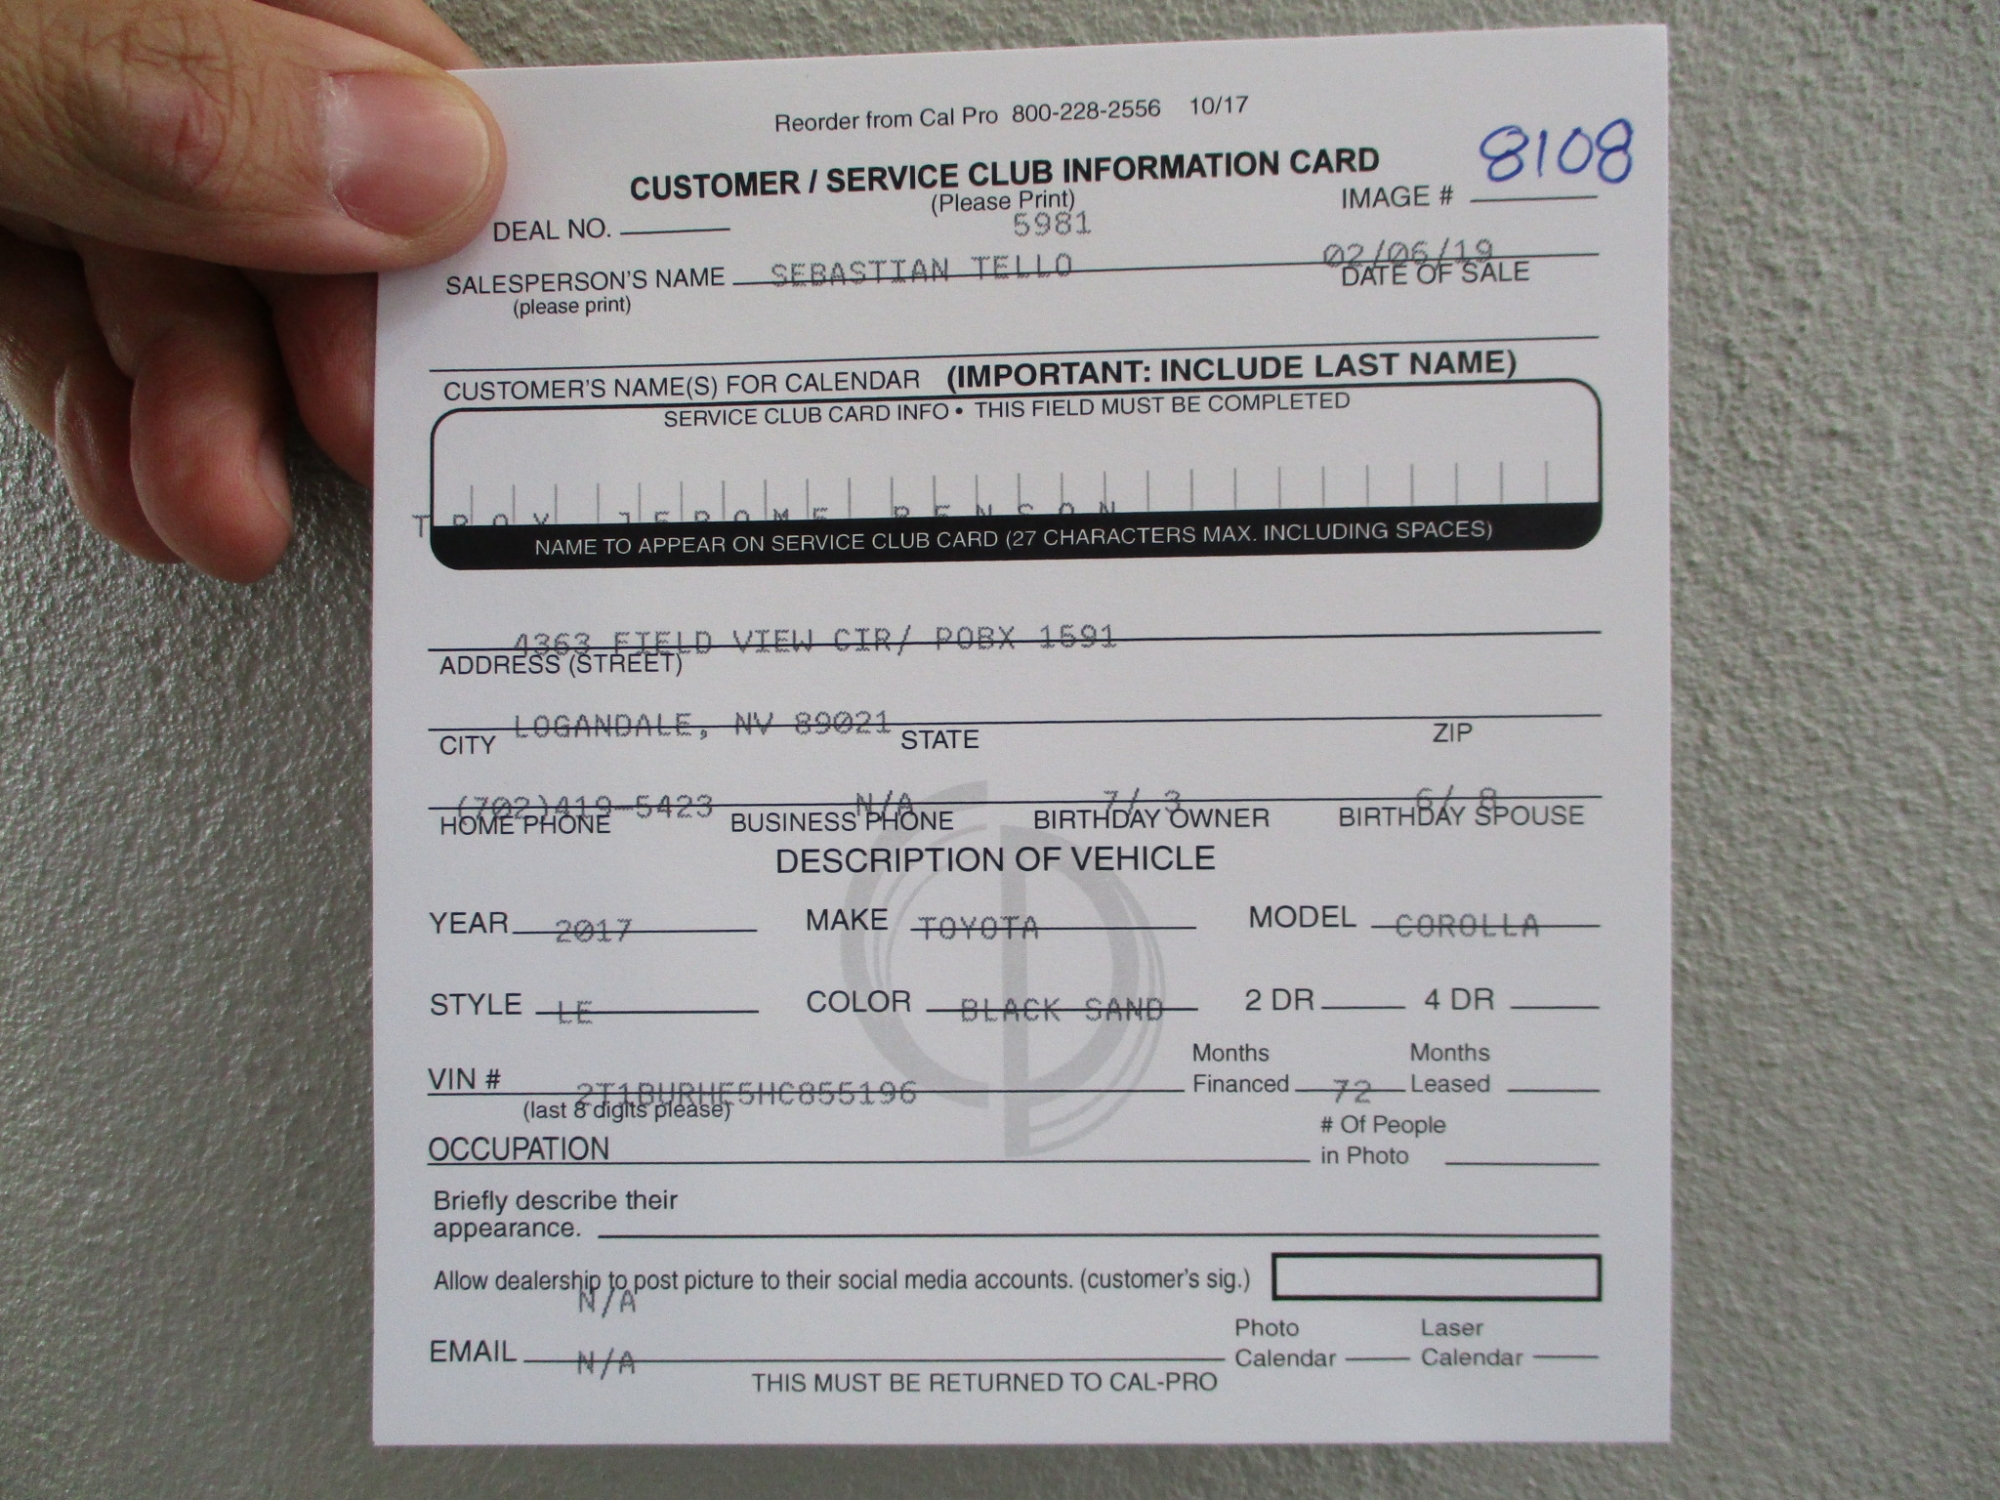 Reorder from Cal Pro 800-228-2556 10/17
8108
CUSTOMER / SERVICE CLUB INFORMATION CARD
(Please Print)
IMAGE #
DEAL NO. 5981
SALESPERSON'S NAME SEBASTIAN TELLO 02/06/19
(please print) DATE OF SALE
CUSTOMER'S NAME(S) FOR CALENDAR (IMPORTANT: INCLUDE LAST NAME)
SERVICE CLUB CARD INFO • THIS FIELD MUST BE COMPLETED
TROY JEROME BENSON
NAME TO APPEAR ON SERVICE CLUB CARD (27 CHARACTERS MAX. INCLUDING SPACES)
4363 FIELD VIEW CIR/ POBX 1591
ADDRESS (STREET)
LOGANDALE, NV 89021
CITY STATE ZIP
(702)419-5423 N/A 7/ 3 6/ 8
HOME PHONE BUSINESS PHONE BIRTHDAY OWNER BIRTHDAY SPOUSE
DESCRIPTION OF VEHICLE
YEAR 2017 MAKE TOYOTA MODEL COROLLA
STYLE LE COLOR BLACK SAND 2 DR 4 DR
VIN # 2T1BURHE5HC855196 Months Financed 72 Months Leased
(last 8 digits please)
OCCUPATION # Of People in Photo
Briefly describe their
appearance.
Allow dealership to post picture to their social media accounts. (customer's sig.)
N/A
EMAIL N/A Photo Calendar Laser Calendar
THIS MUST BE RETURNED TO CAL-PRO